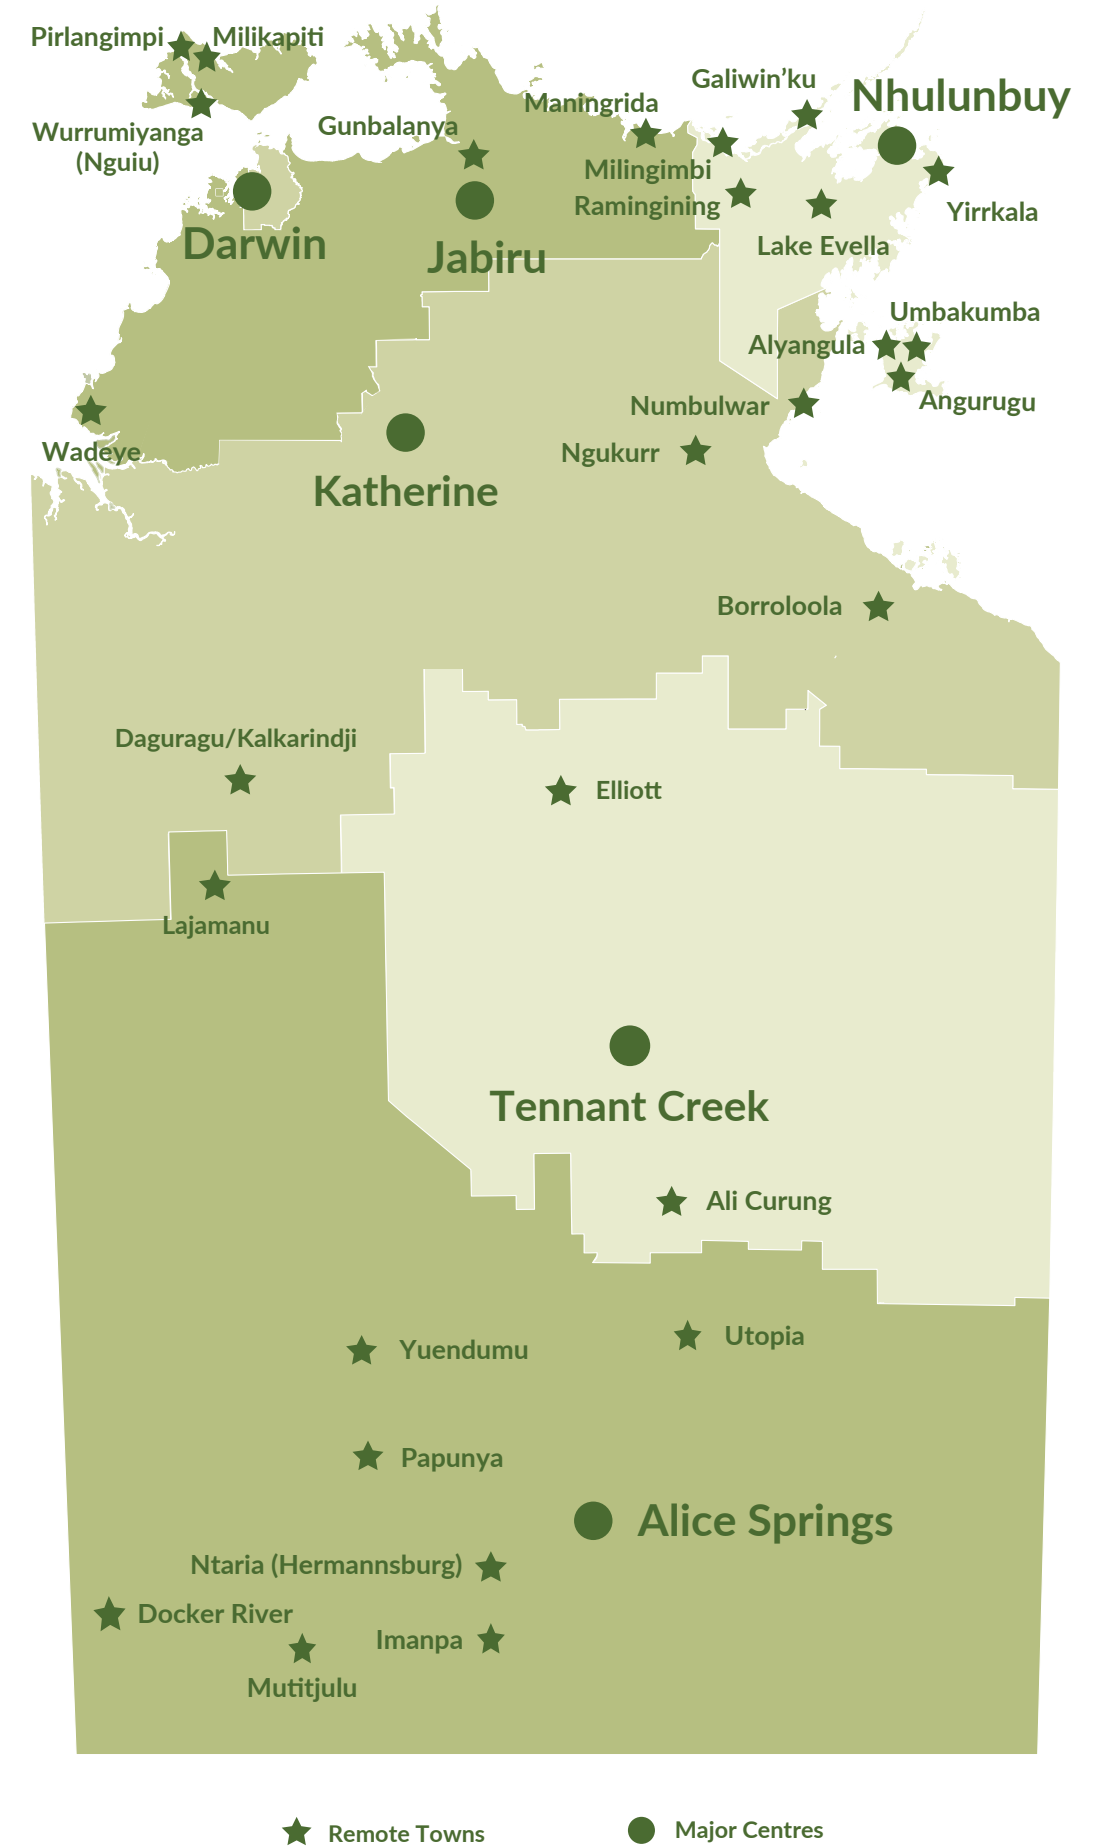 Pirlangimpi
Milikapiti
Galiwin’ku
Nhulunbuy
Maningrida
Gunbalanya
Wurrumiyanga
(Nguiu)
Milingimbi
Ramingining
Yirrkala
Darwin
Jabiru
Lake Evella
Umbakumba
Alyangula
Angurugu
Numbulwar
Wadeye
Ngukurr
Katherine
Borroloola
Daguragu/Kalkarindji
Elliott
Lajamanu
Tennant Creek
Ali Curung
Utopia
Yuendumu
Papunya
Alice Springs
Ntaria (Hermannsburg)
Docker River
Imanpa
Mutitjulu
Remote Towns
Major Centres